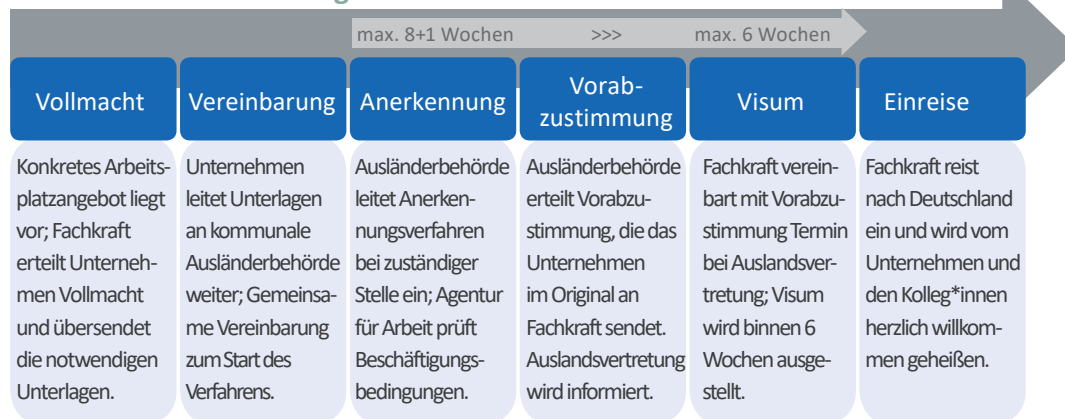 max. 8+1 Wochen >>> max. 6 Wochen
Vollmacht
Konkretes Arbeits-
platzangebot liegt
vor; Fachkraft
erteilt Unterneh-
men Vollmacht
und übersendet
die notwendigen
Unterlagen.
Vereinbarung
Unternehmen
leitet Unterlagen
an kommunale
Ausländerbehörde
weiter; Gemeinsa-
me Vereinbarung
zum Start des
Verfahrens.
Anerkennung
Ausländerbehörde
leitet Anerken-
nungsverfahren
bei zuständiger
Stelle ein; Agentur
für Arbeit prüft
Beschäftigungs-
bedingungen.
Vorab-
zustimmung
Ausländerbehörde
erteilt Vorabzu-
stimmung, die das
Unternehmen
im Original an
Fachkraft sendet.
Auslandsvertretung
wird informiert.
Visum
Fachkraft verein-
bart mit Vorabzu-
stimmung Termin
bei Auslandsver-
tretung; Visum
wird binnen 6
Wochen ausge-
stellt.
Einreise
Fachkraft reist
nach Deutschland
ein und wird vom
Unternehmen und
den Kolleg*innen
herzlich willkom-
men geheißen.